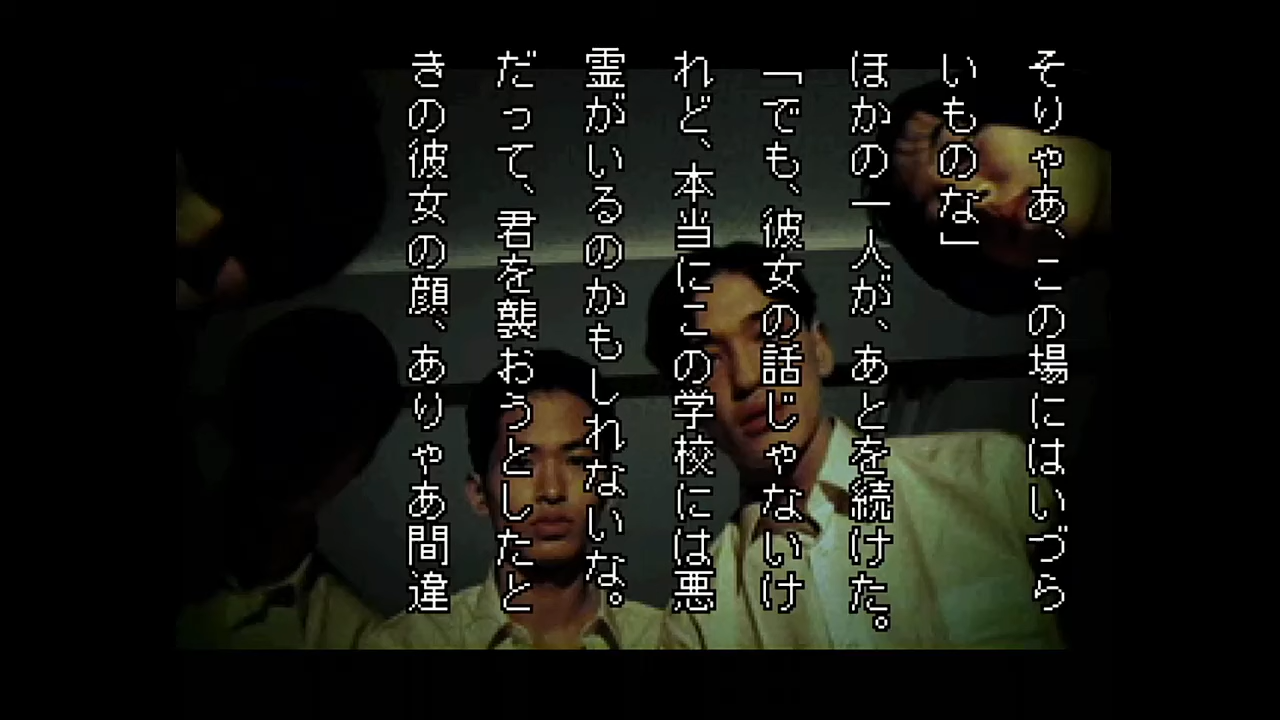 そりゃあ、この場にはいづら
いものな」
ほかの一人が、あとを続けた。
「でも、彼女の話じゃないけ
れど、本当にこの学校には悪
霊がいるのかもしれないな。
だって、君を襲おうとしたと
きの彼女の顔、ありゃあ間違